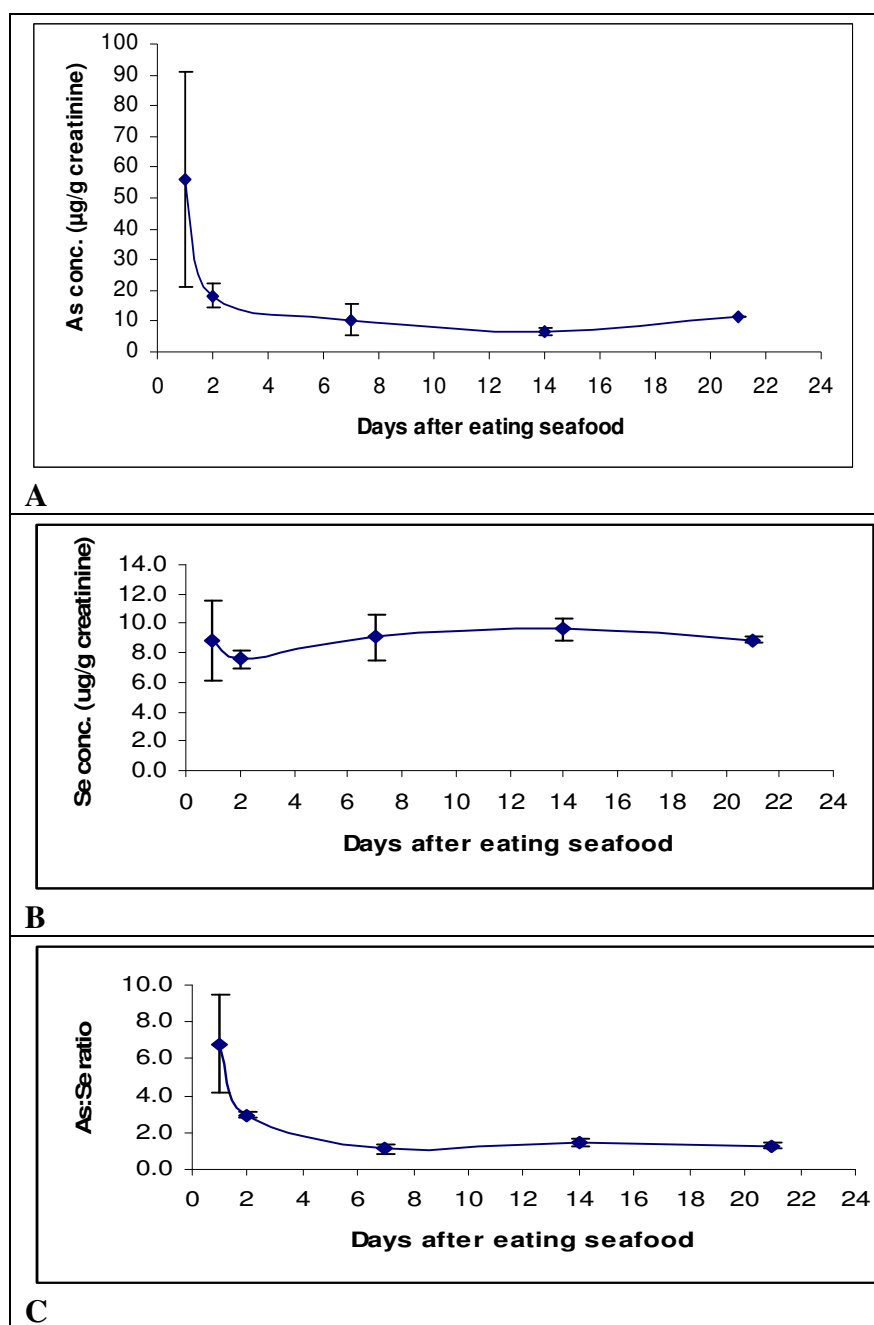 100
90
80
70
60
50
40
30
20
10
0
As conc. (µg/g creatinine)
0 2 4 6 8 10 12 14 16 18 20 22 24
Days after eating seafood
A
14.0
12.0
10.0
8.0
6.0
4.0
2.0
0.0
Se conc. (ug/g creatinine)
0 2 4 6 8 10 12 14 16 18 20 22 24
Days after eating seafood
B
10.0
8.0
6.0
4.0
2.0
0.0
As:Se ratio
0 2 4 6 8 10 12 14 16 18 20 22 24
Days after eating seafood
C